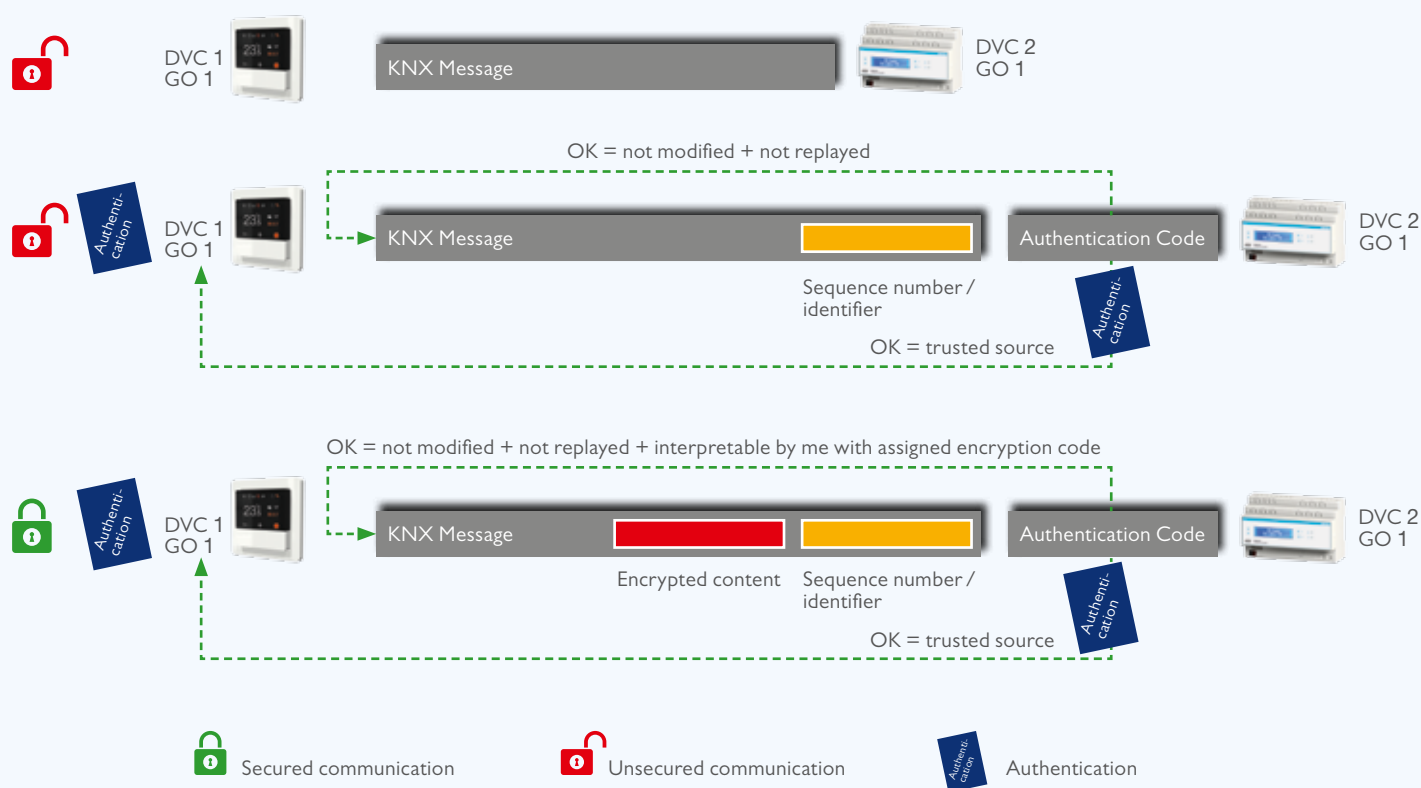 DVC 1
GO 1
KNX Message
DVC 2
GO 1
OK = not modified + not replayed
Authenti-
cation
DVC 1
GO 1
KNX Message
Authentication Code
DVC 2
GO 1
Sequence number /
identifier
Authenti-
cation
OK = trusted source
OK = not modified + not replayed + interpretable by me with assigned encryption code
Authenti-
cation
DVC 1
GO 1
KNX Message
Authentication Code
DVC 2
GO 1
Encrypted content
Sequence number /
identifier
Authenti-
cation
OK = trusted source
Secured communication
Unsecured communication
Authenti-
cation
Authentication